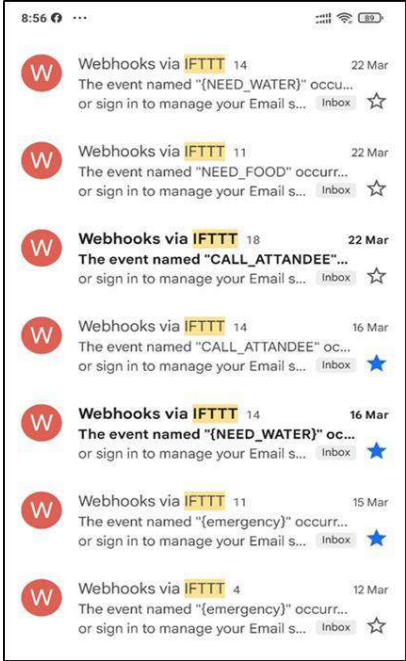 8:56 ... 89
W Webhooks via IFTTT 14 22 Mar
The event named "{NEED_WATER}" occu...
or sign in to manage your Email s... Inbox
W Webhooks via IFTTT 11 22 Mar
The event named "NEED_FOOD" occurr...
or sign in to manage your Email s... Inbox
W Webhooks via IFTTT 18 22 Mar
The event named "CALL_ATTANDEE"...
or sign in to manage your Email s... Inbox
W Webhooks via IFTTT 14 16 Mar
The event named "CALL_ATTANDEE" oc...
or sign in to manage your Email s... Inbox
W Webhooks via IFTTT 14 16 Mar
The event named "{NEED_WATER}" oc...
or sign in to manage your Email s... Inbox
W Webhooks via IFTTT 11 15 Mar
The event named "{emergency}" occurr...
or sign in to manage your Email s... Inbox
W Webhooks via IFTTT 4 12 Mar
The event named "{emergency}" occurr...
or sign in to manage your Email s... Inbox